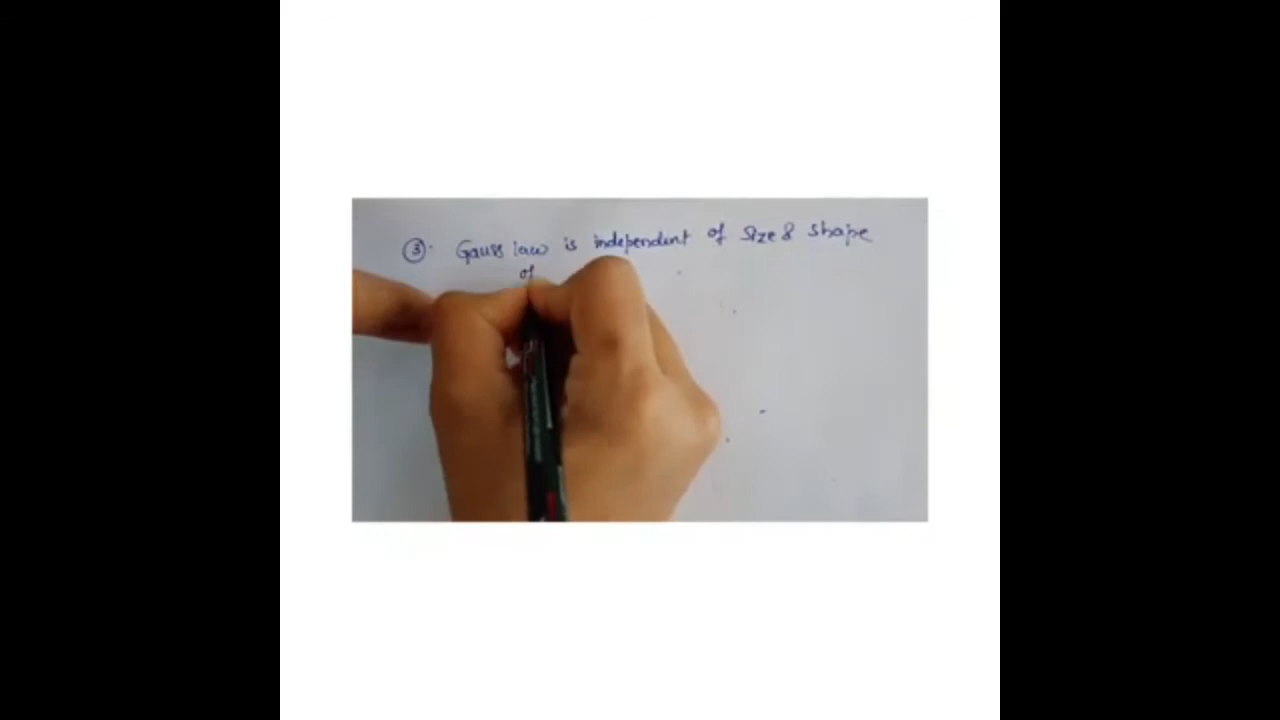 ③. Gauss law is independent of size & shape
of